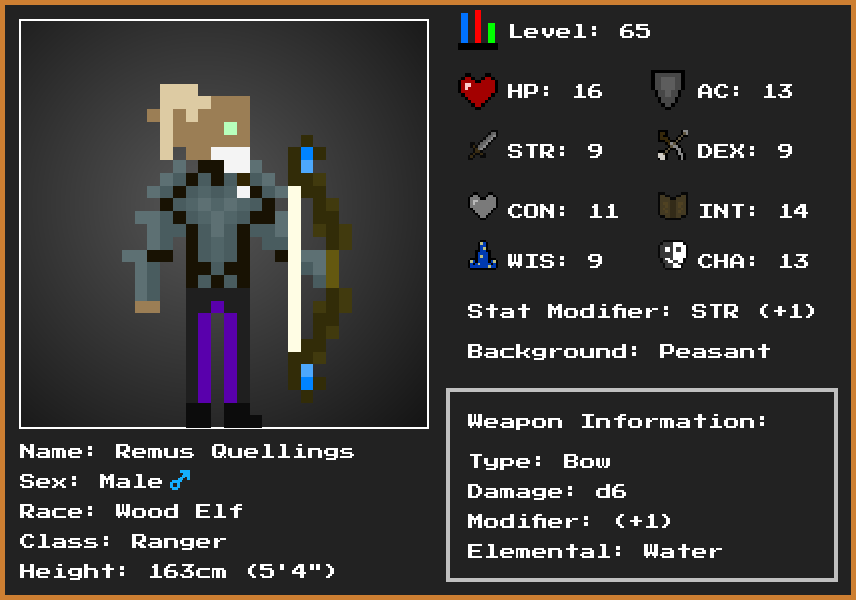 Level: 65
HP: 16
AC: 13
STR: 9
DEX: 9
CON: 11
INT: 14
WIS: 9
CHA: 13
Stat Modifier: STR (+1)
Background: Peasant
Weapon Information:
Type: Bow
Damage: d6
Modifier: (+1)
Elemental: Water
Name: Remus Quellings
Sex: Male ♂
Race: Wood Elf
Class: Ranger
Height: 163cm (5'4")